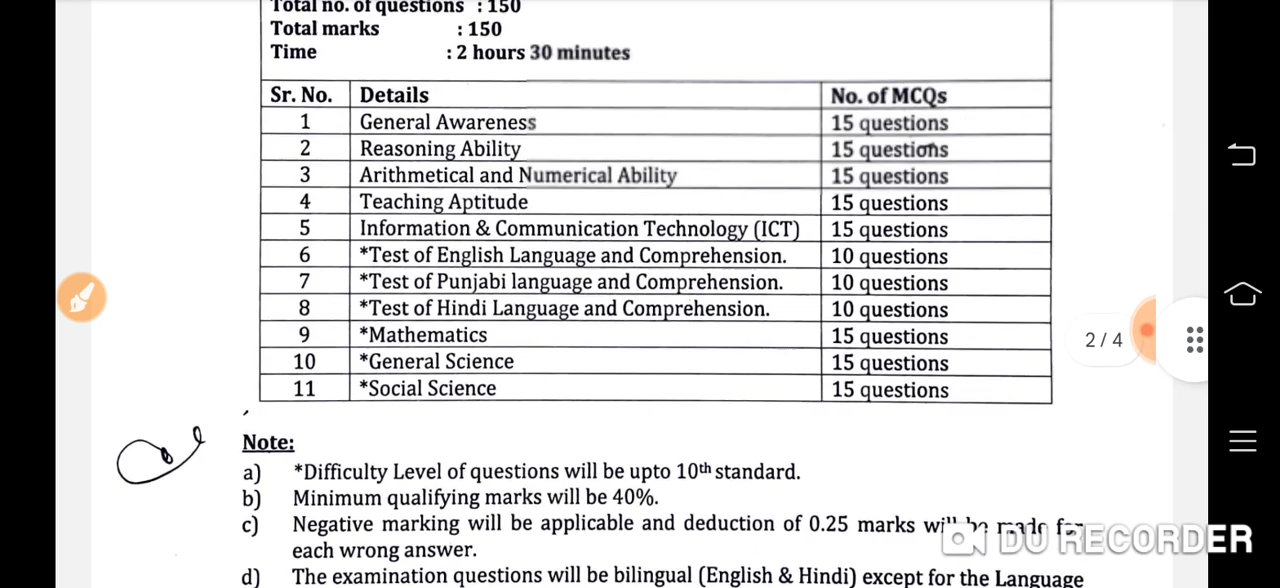 Total no. of questions : 150
Total marks : 150
Time : 2 hours 30 minutes
Sr. No. Details No. of MCQs
1 General Awareness 15 questions
2 Reasoning Ability 15 questions
3 Arithmetical and Numerical Ability 15 questions
4 Teaching Aptitude 15 questions
5 Information & Communication Technology (ICT) 15 questions
6 *Test of English Language and Comprehension. 10 questions
7 *Test of Punjabi language and Comprehension. 10 questions
8 *Test of Hindi Language and Comprehension. 10 questions
9 *Mathematics 15 questions
10 *General Science 15 questions
11 *Social Science 15 questions
2 / 4
Note:
a) *Difficulty Level of questions will be upto 10th standard.
b) Minimum qualifying marks will be 40%.
c) Negative marking will be applicable and deduction of 0.25 marks will be made for
each wrong answer.
DU RECORDER
d) The examination questions will be bilingual (English & Hindi) except for the Language